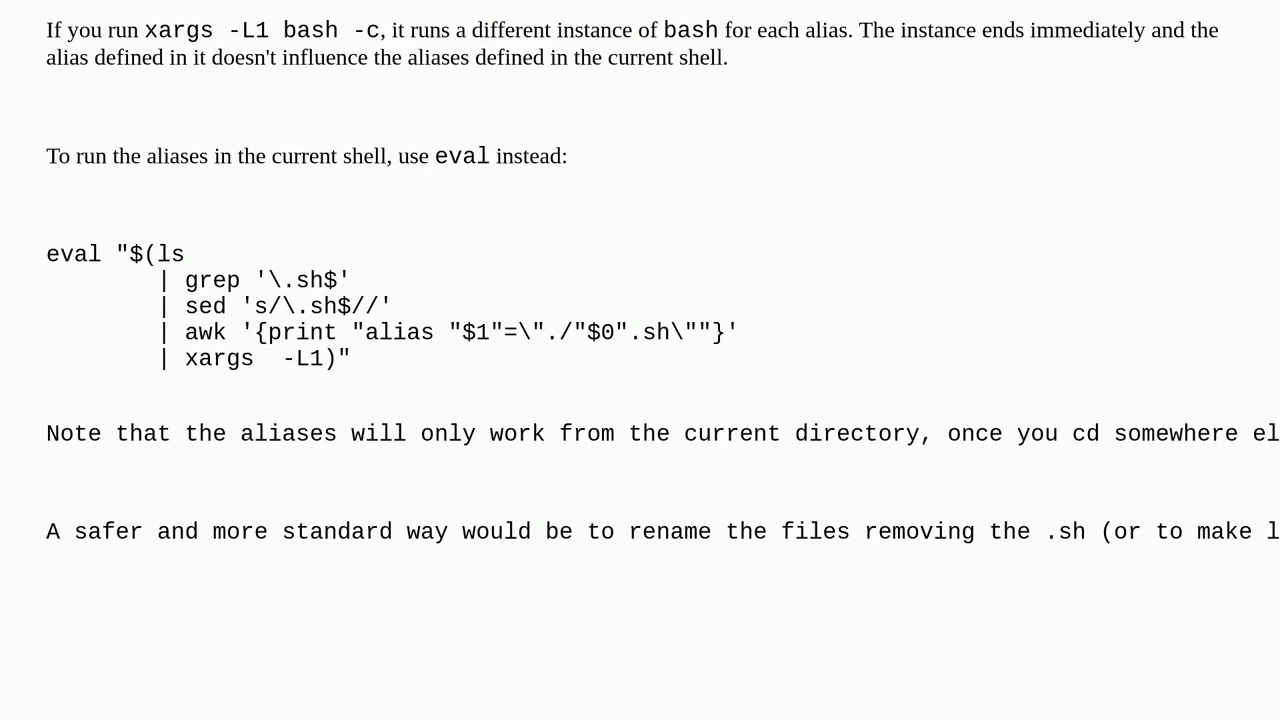 If you run xargs -L1 bash -c, it runs a different instance of bash for each alias. The instance ends immediately and the
alias defined in it doesn't influence the aliases defined in the current shell.
To run the aliases in the current shell, use eval instead:
eval "$(ls
        | grep '\.sh$'
        | sed 's/\.sh$//'
        | awk '{print "alias "$1"=\"./"$0".sh\""}'
        | xargs  -L1)"
Note that the aliases will only work from the current directory, once you cd somewhere el
A safer and more standard way would be to rename the files removing the .sh (or to make l